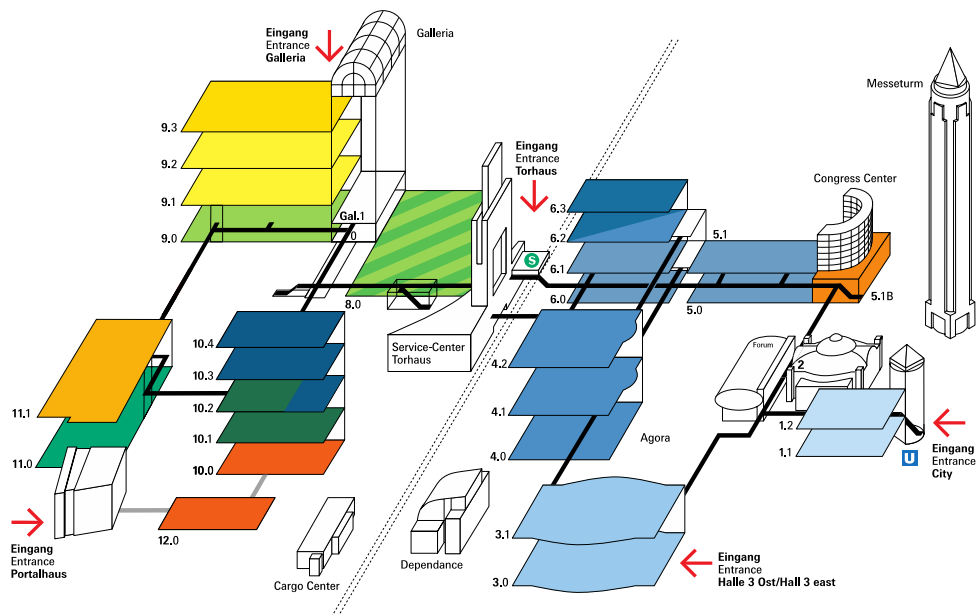 Eingang
Entrance
Galleria
Galleria
Messeturm
9.3
9.2
9.1
9.0
Gal.1
0
Eingang
Entrance
Torhaus
Congress Center
6.3
6.2
6.1
6.0
5.1
5.0
5.1B
S
8.0
Service-Center
Torhaus
4
10.4
10.3
10.2
10.1
10.0
11.1
11.0
12.0
4.2
4.1
4.0
Agora
Forum
2
1.2
1.1
U
Eingang
Entrance
City
Eingang
Entrance
Portalhaus
Cargo Center
Dependance
3.1
3.0
Eingang
Entrance
Halle 3 Ost/Hall 3 east